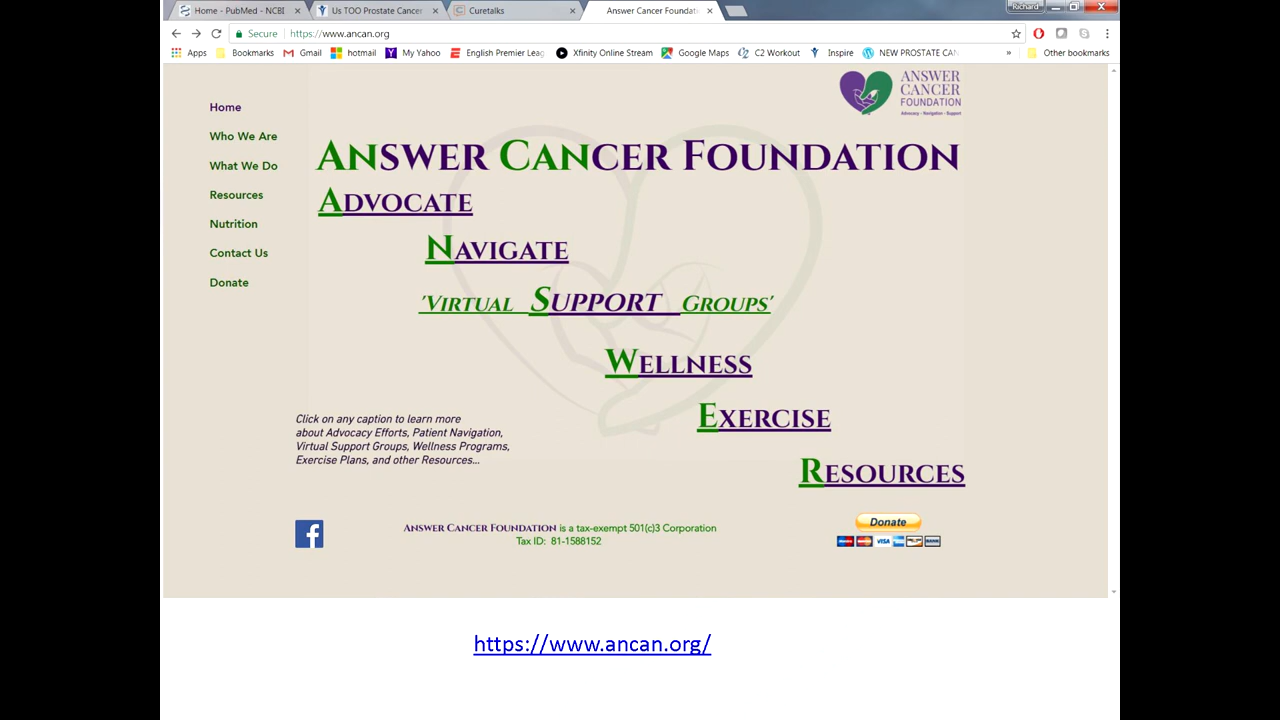 Home - PubMed - NCBI
Us TOO Prostate Cancer
Curetalks
Answer Cancer Foundati
Richard
Secure
https://www.ancan.org
Apps
Bookmarks
Gmail
hotmail
My Yahoo
English Premier Leag
Xfinity Online Stream
Google Maps
C2 Workout
Inspire
NEW PROSTATE CAN
»
Other bookmarks
Home
Who We Are
What We Do
Resources
Nutrition
Contact Us
Donate
ANSWER
CANCER
FOUNDATION
Advocacy - Navigation - Support
ANSWER CANCER FOUNDATION
ADVOCATE
NAVIGATE
'VIRTUAL SUPPORT GROUPS'
WELLNESS
EXERCISE
RESOURCES
Click on any caption to learn more
about Advocacy Efforts, Patient Navigation,
Virtual Support Groups, Wellness Programs,
Exercise Plans, and other Resources...
ANSWER CANCER FOUNDATION is a tax-exempt 501(c)3 Corporation
Tax ID: 81-1588152
Donate
VISA
https://www.ancan.org/